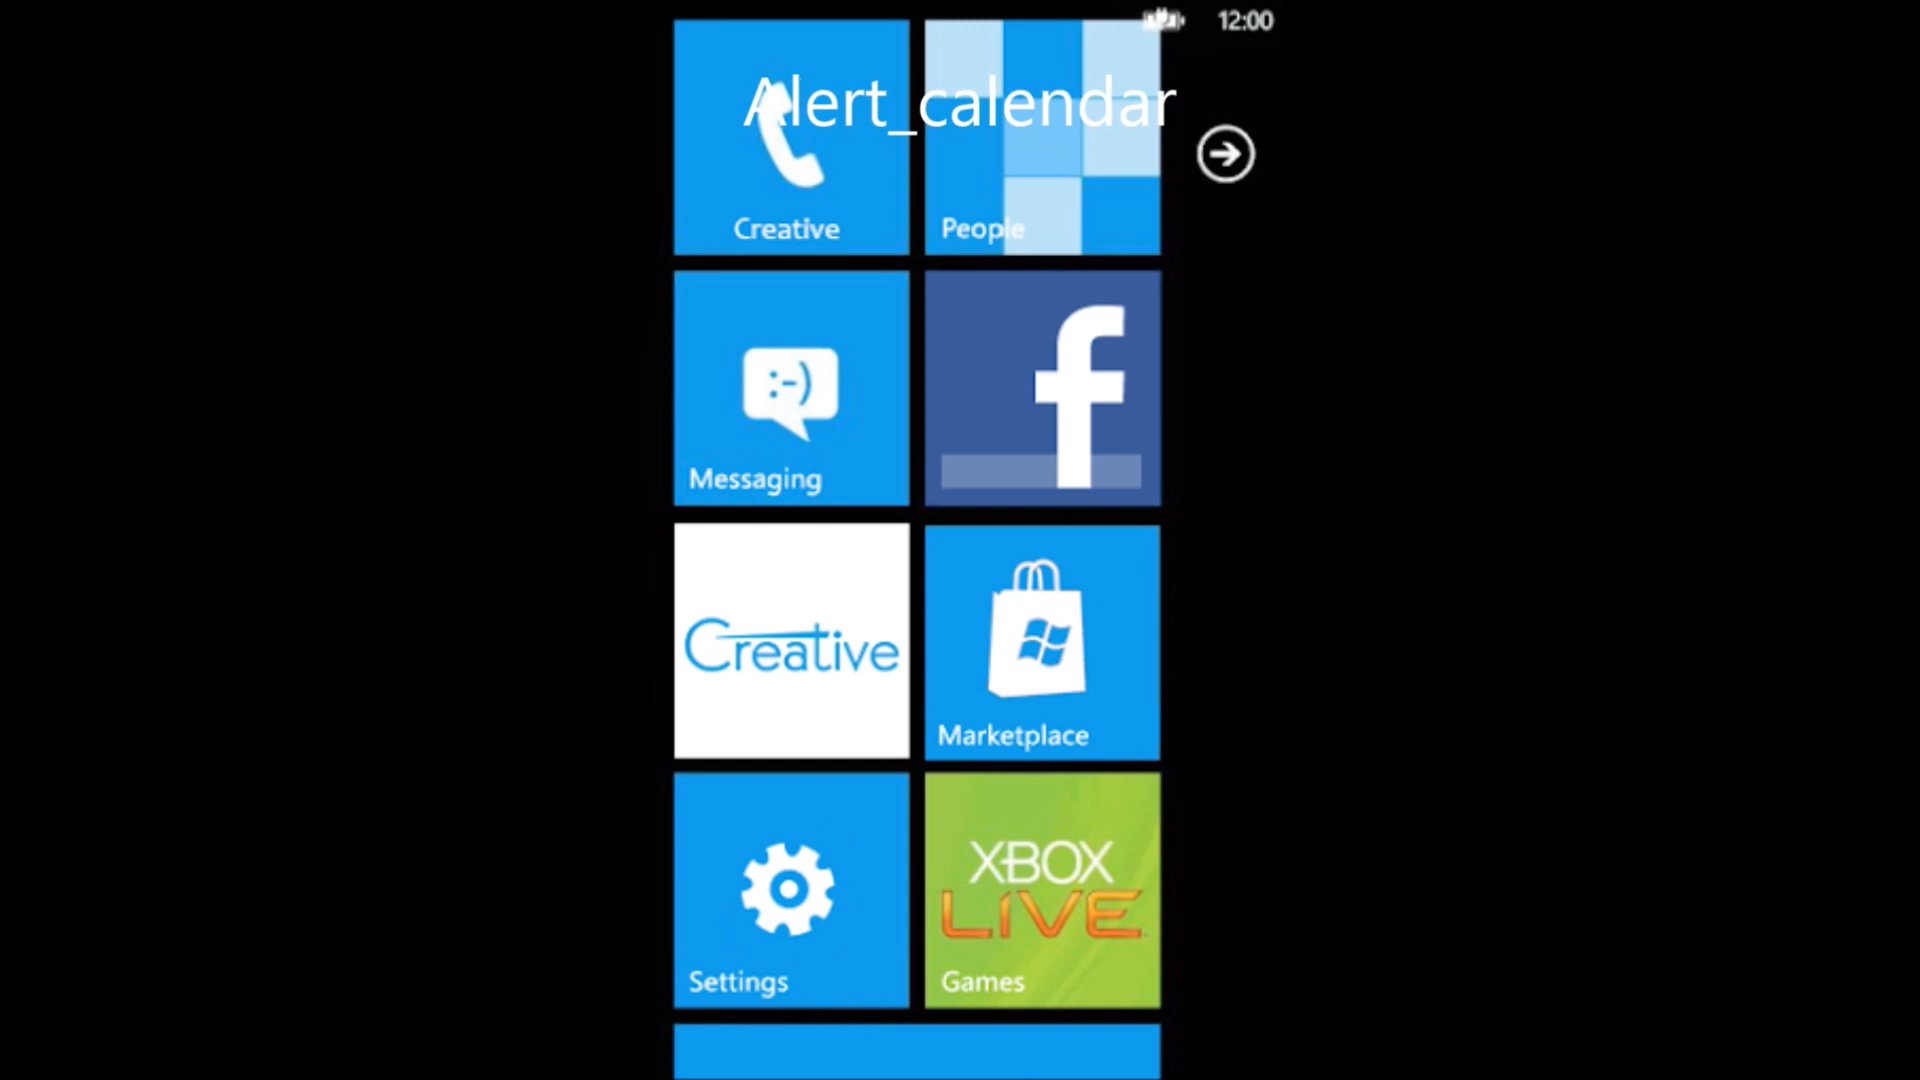 12:00
Alert_calendar
Creative
People
:-)
Messaging
f
Creative
Marketplace
XBOX
LIVE
Settings
Games